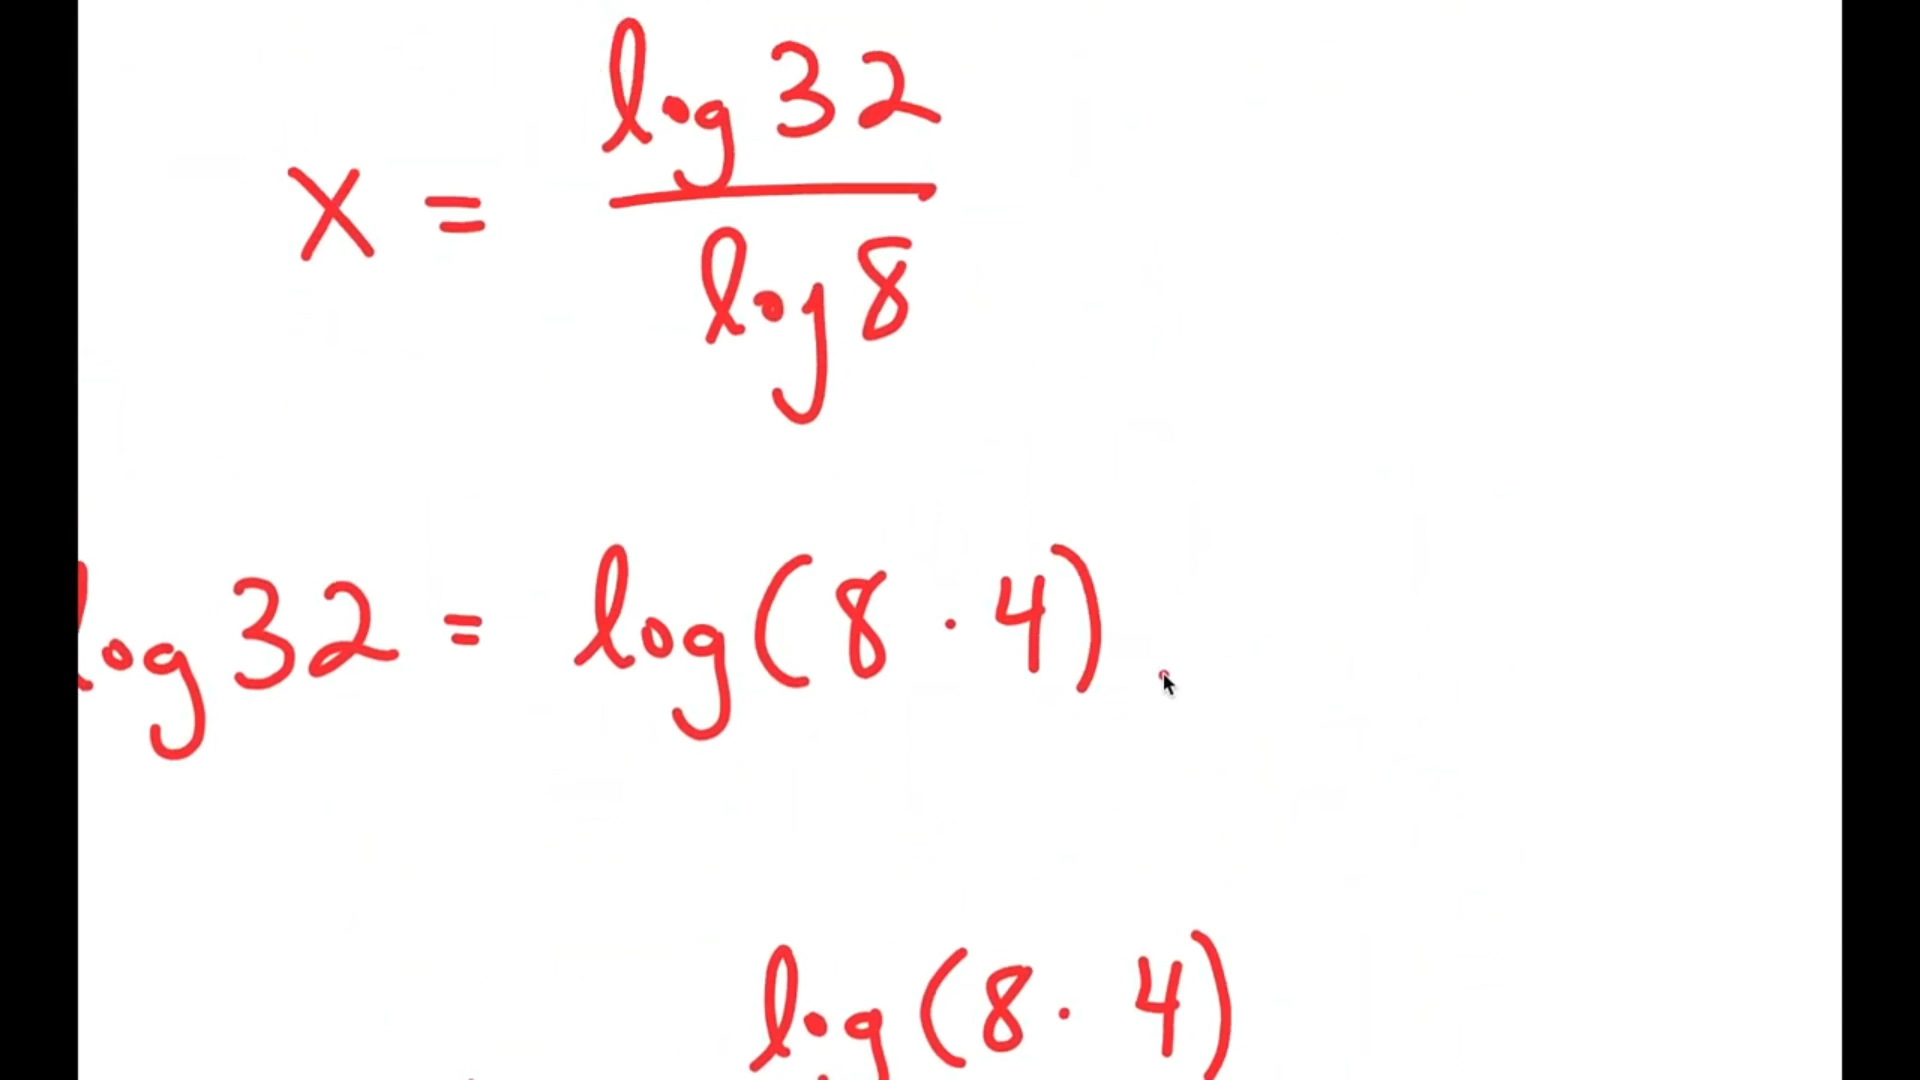 x = log 32 / log 8
log 32 = log(8 · 4)
log(8 · 4)